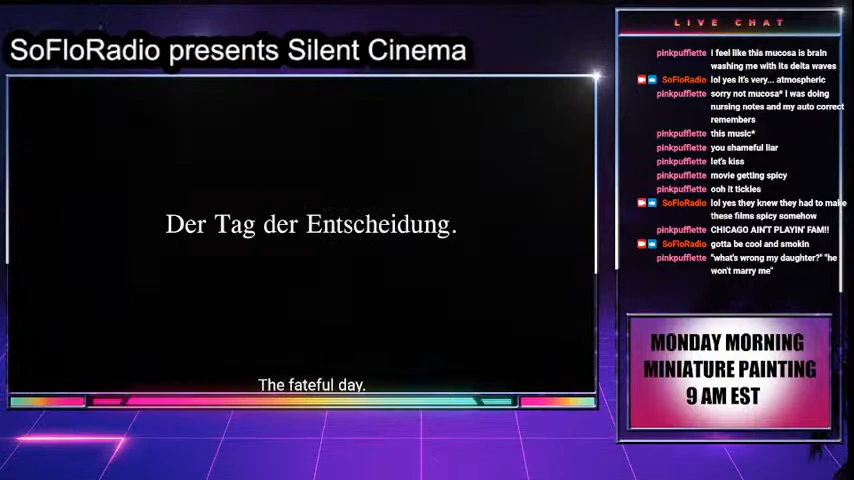 SoFloRadio presents Silent Cinema
Der Tag der Entscheidung.
The fateful day.
LIVE CHAT
pinkpufflette I feel like this mucosa is brain
washing me with its delta waves
SoFloRadio lol yes it's very... atmospheric
pinkpufflette sorry not mucosa* I was doing
nursing notes and my auto correct
remembers
pinkpufflette this music*
pinkpufflette you shameful liar
pinkpufflette let's kiss
pinkpufflette movie getting spicy
pinkpufflette ooh it tickles
SoFloRadio lol yes they knew they had to make
these films spicy somehow
pinkpufflette CHICAGO AIN'T PLAYIN' FAM!!
SoFloRadio gotta be cool and smokin
pinkpufflette "what's wrong my daughter?" "he
won't marry me"
MONDAY MORNING
MINIATURE PAINTING
9 AM EST